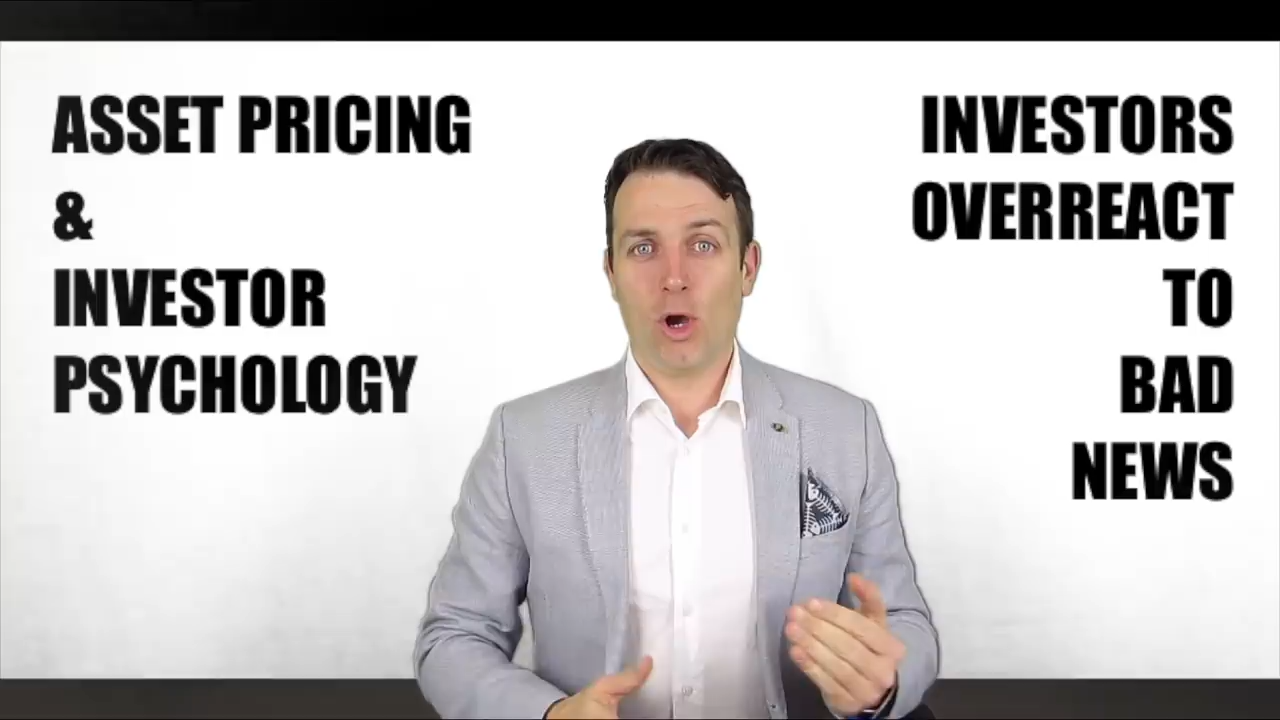 ASSET PRICING
&
INVESTOR
PSYCHOLOGY
INVESTORS
OVERREACT
TO
BAD
NEWS